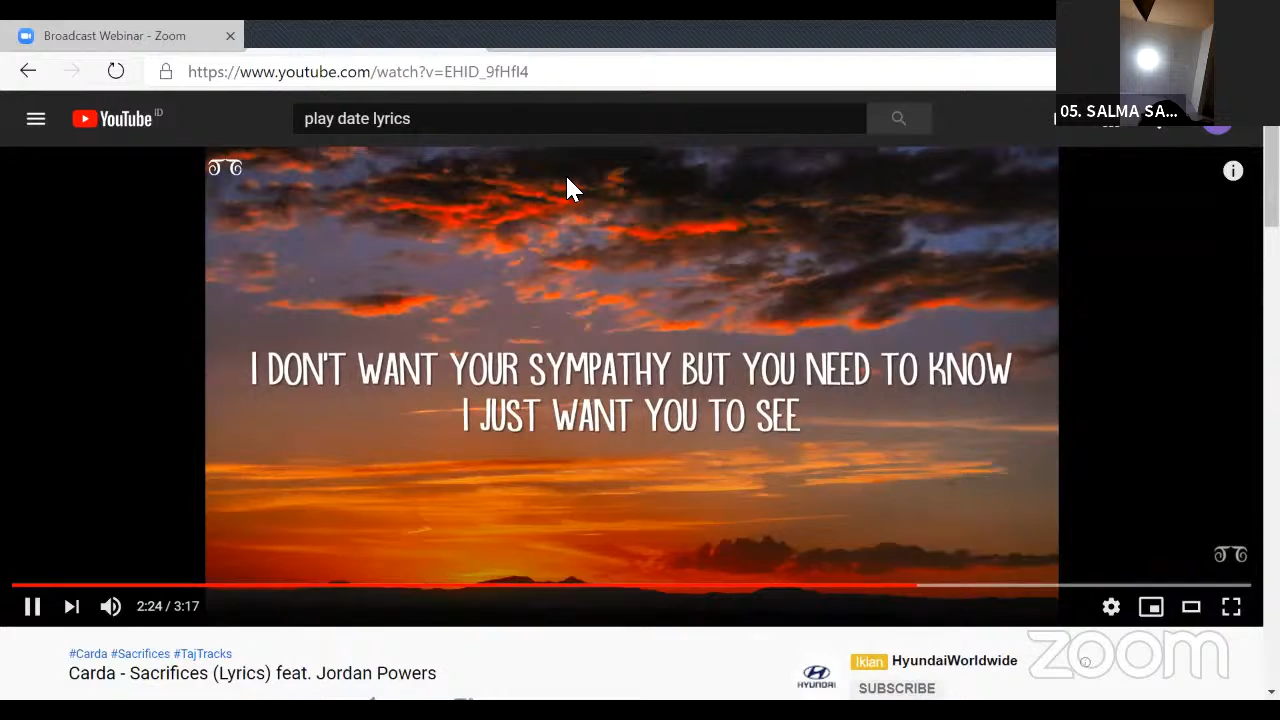 Broadcast Webinar - Zoom
https://www.youtube.com/watch?v=EHID_9fHfI4
05. SALMA SA...
YouTube ID
play date lyrics
I DON'T WANT YOUR SYMPATHY BUT YOU NEED TO KNOW
I JUST WANT YOU TO SEE
2:24 / 3:17
#Carda #Sacrifices #TajTracks
Carda - Sacrifices (Lyrics) feat. Jordan Powers
HYUNDAI
Iklan HyundaiWorldwide
SUBSCRIBE
zoom